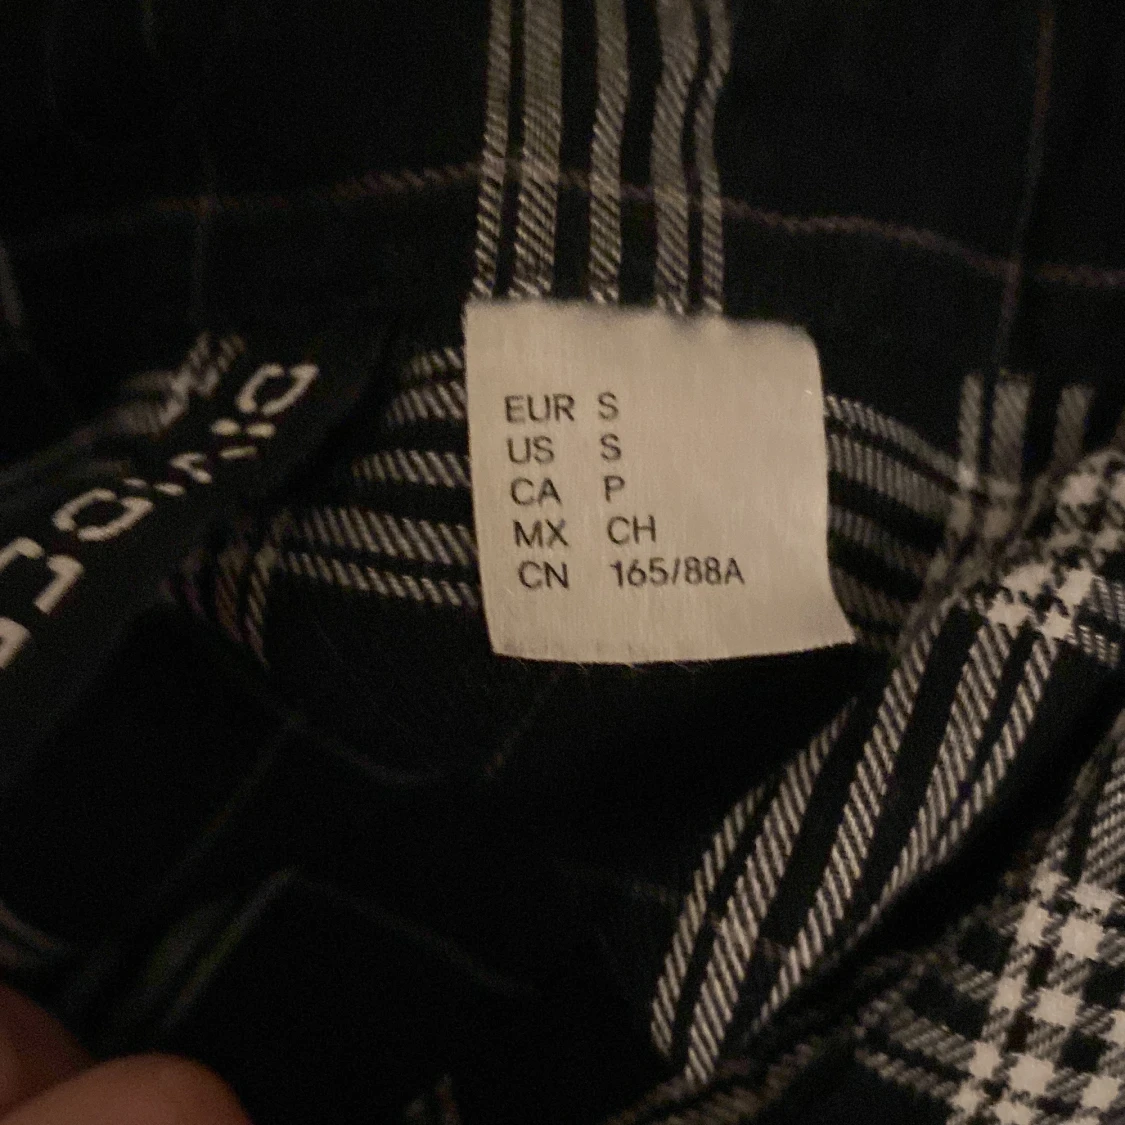 EUR S
US S
CA P
MX CH
CN 165/88A